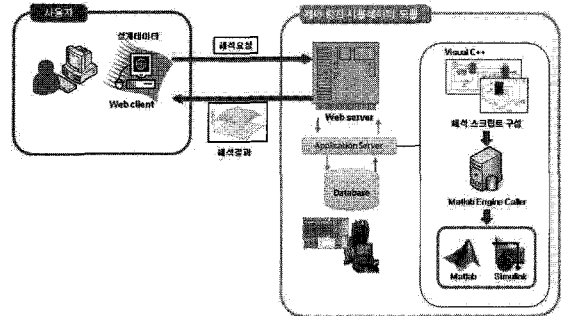 사용자
설계데이터
Web client
해석요청
해석결과
Web server
Application Server
Database
Visual C++
해석 스크립트 구성
Matlab Engine Caller
Matlab
Simulink